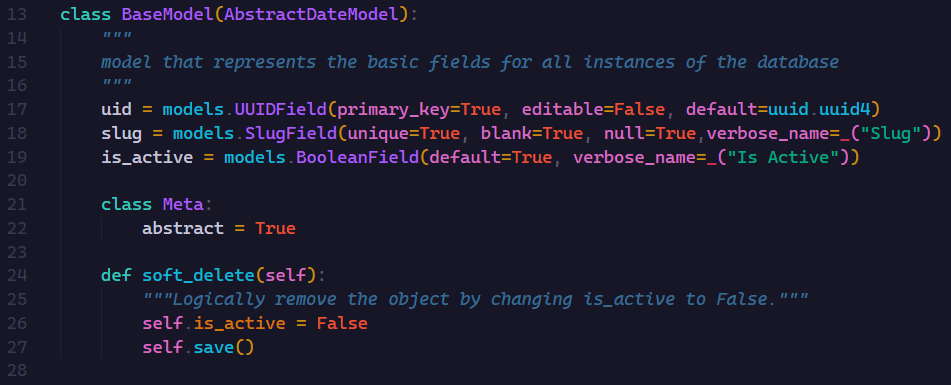 13 class BaseModel(AbstractDateModel):
14 """
15 model that represents the basic fields for all instances of the database
16 """
17 uid = models.UUIDField(primary_key=True, editable=False, default=uuid.uuid4)
18 slug = models.SlugField(unique=True, blank=True, null=True,verbose_name=_("Slug"))
19 is_active = models.BooleanField(default=True, verbose_name=_("Is Active"))
20
21 class Meta:
22 abstract = True
23
24 def soft_delete(self):
25 """Logically remove the object by changing is_active to False."""
26 self.is_active = False
27 self.save()
28